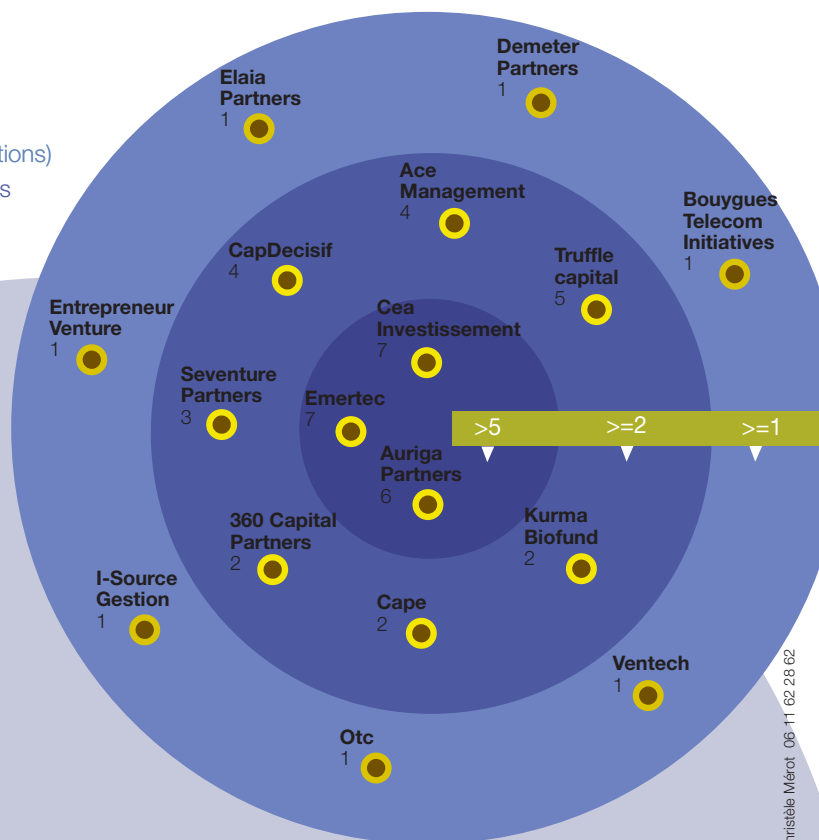 Demeter
Partners
1
Elaia
Partners
1
tions)
s
Ace
Management
4
Bouygues
Telecom
Initiatives
1
CapDecisif
4
Truffle
capital
5
Entrepreneur
Venture
1
Cea
Investissement
7
Seventure
Partners
3
Emertec
7
>5
>=2
>=1
Auriga
Partners
6
360 Capital
Partners
2
Kurma
Biofund
2
I-Source
Gestion
1
Cape
2
Ventech
1
Otc
1
hristèle Mérot 06 11 62 28 62